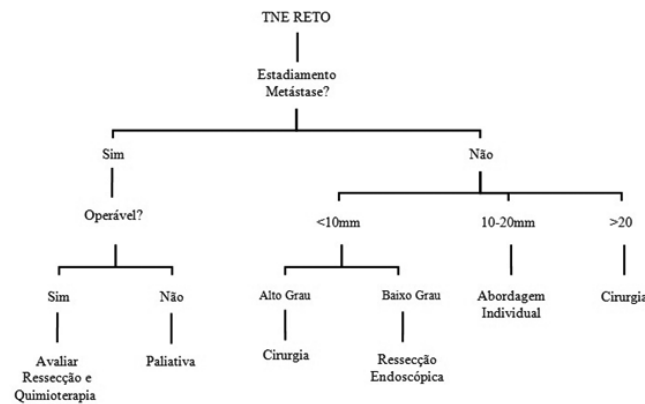 TNE RETO
Estadiamento
Metástase?
Sim
Não
Operável?
<10mm
10-20mm
>20
Sim
Não
Alto Grau
Baixo Grau
Abordagem
Individual
Cirurgia
Avaliar
Ressecção e
Quimioterapia
Paliativa
Cirurgia
Ressecção
Endoscópica